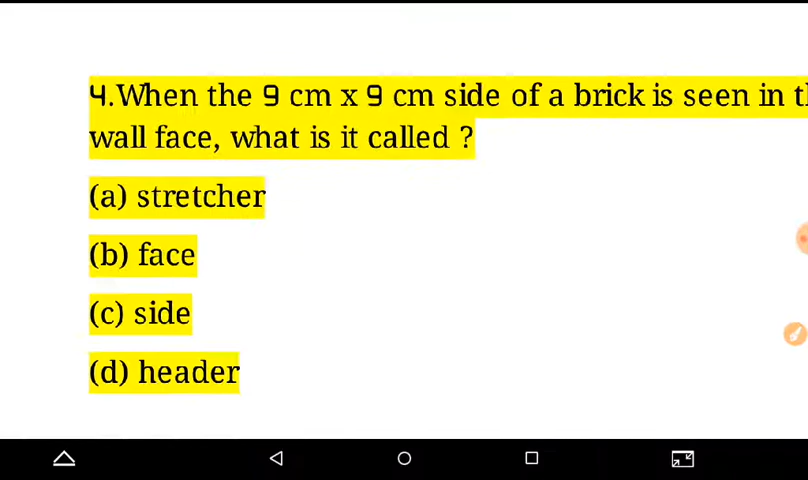 4.When the 9 cm x 9 cm side of a brick is seen in
wall face, what is it called ?
(a) stretcher
(b) face
(c) side
(d) header